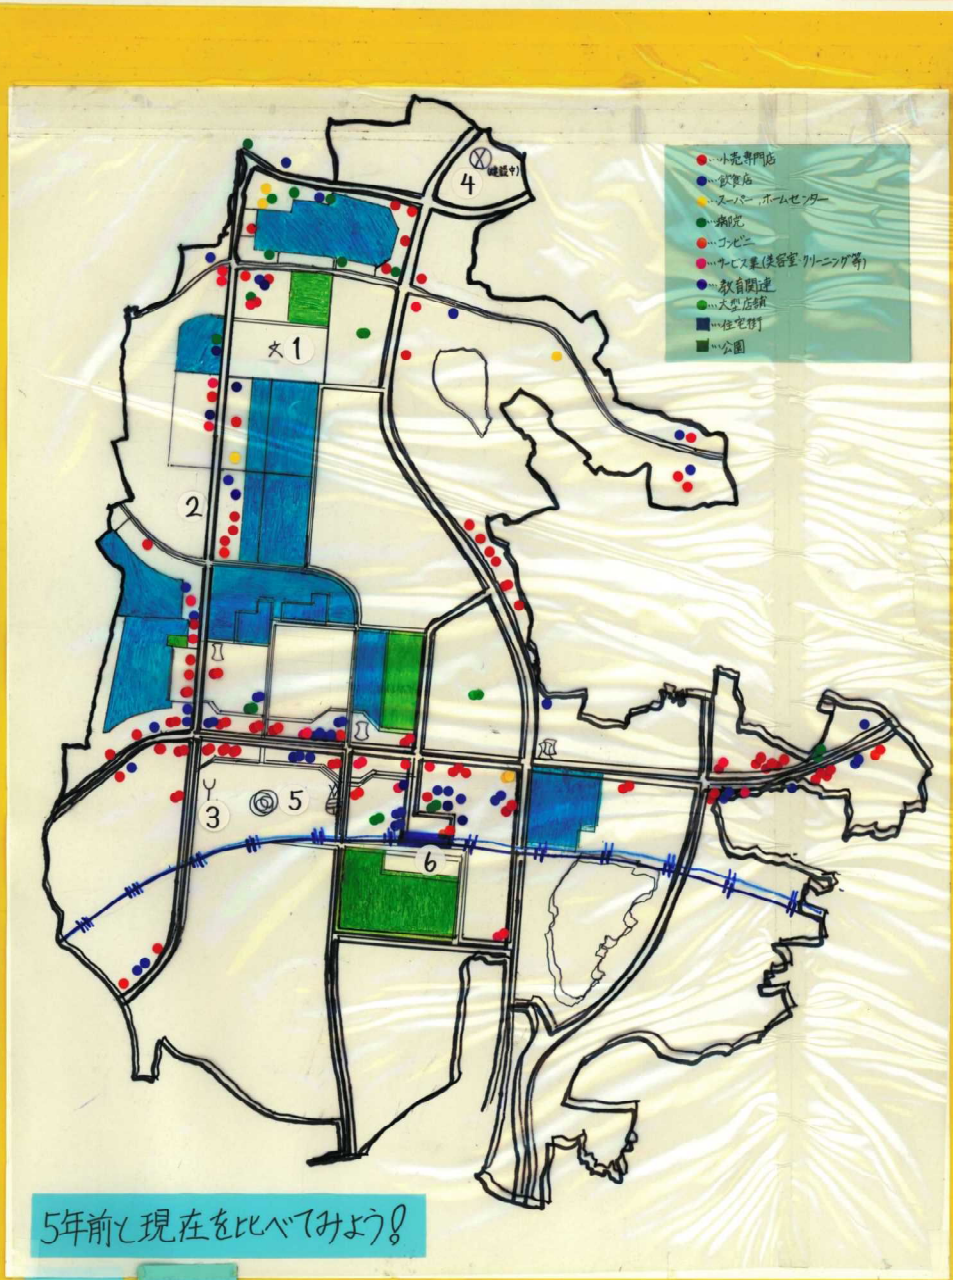 4
(建設中)
…小売専門店
…飲食店
…スーパー,ホームセンター
…病院
…コンビニ
…サービス業(美容室・クリーニング等)
…教育関連
…大型店舗
…住宅街
…公園
1
2
3
5
6
5年前と現在を比べてみよう!